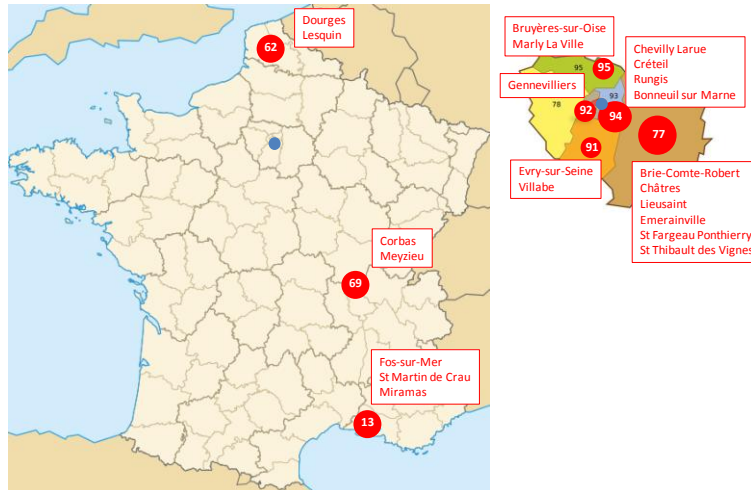 Dourges
Lesquin
62
Corbas
Meyzieu
69
Fos-sur-Mer
St Martin de Crau
Miramas
13
Bruyères-sur-Oise
Marly La Ville
95
95
Chevilly Larue
Créteil
Rungis
Bonneuil sur Marne
Gennevilliers
78
92
93
94
77
91
Evry-sur-Seine
Villabe
Brie-Comte-Robert
Châtres
Lieusaint
Emerainville
St Fargeau Ponthierry
St Thibault des Vignes